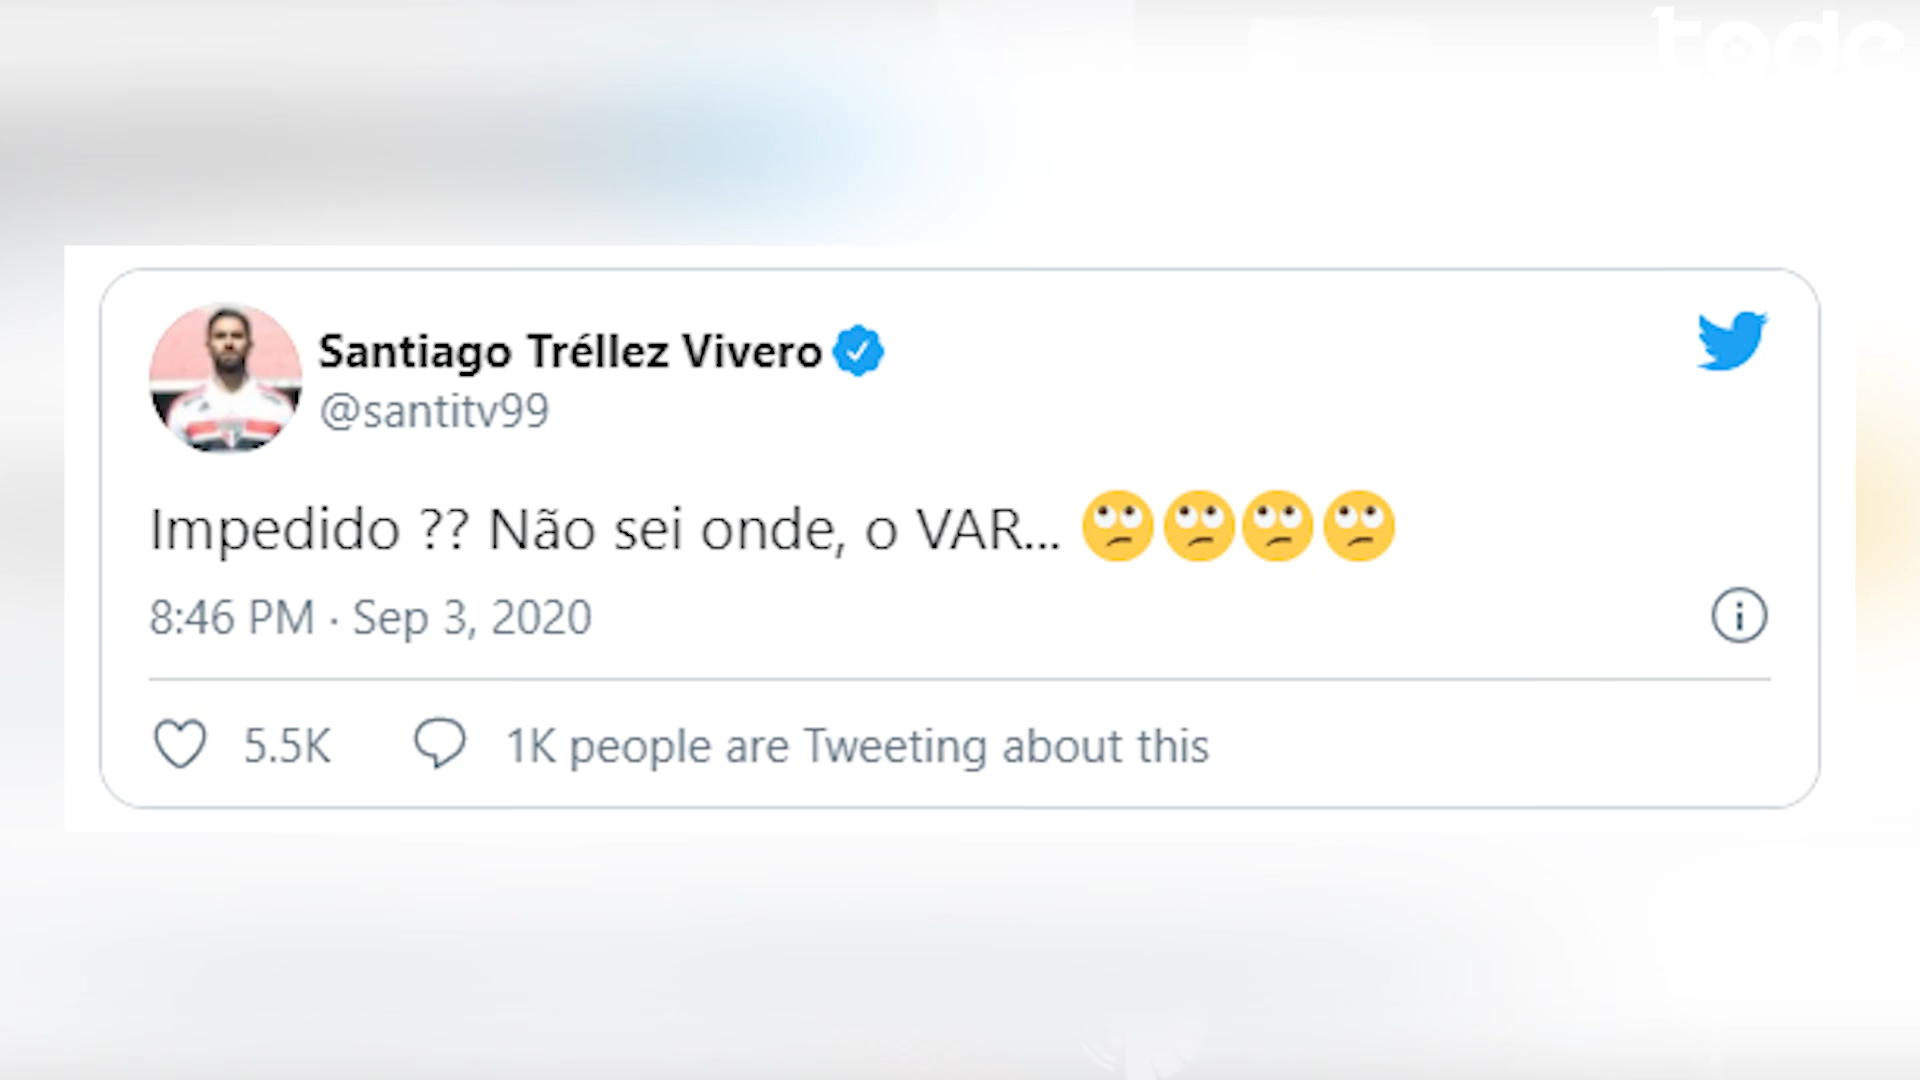 tode
Santiago Tréllez Vivero
@santitv99
Impedido ?? Não sei onde, o VAR... 🙄🙄🙄🙄
8:46 PM · Sep 3, 2020
5.5K 1K people are Tweeting about this